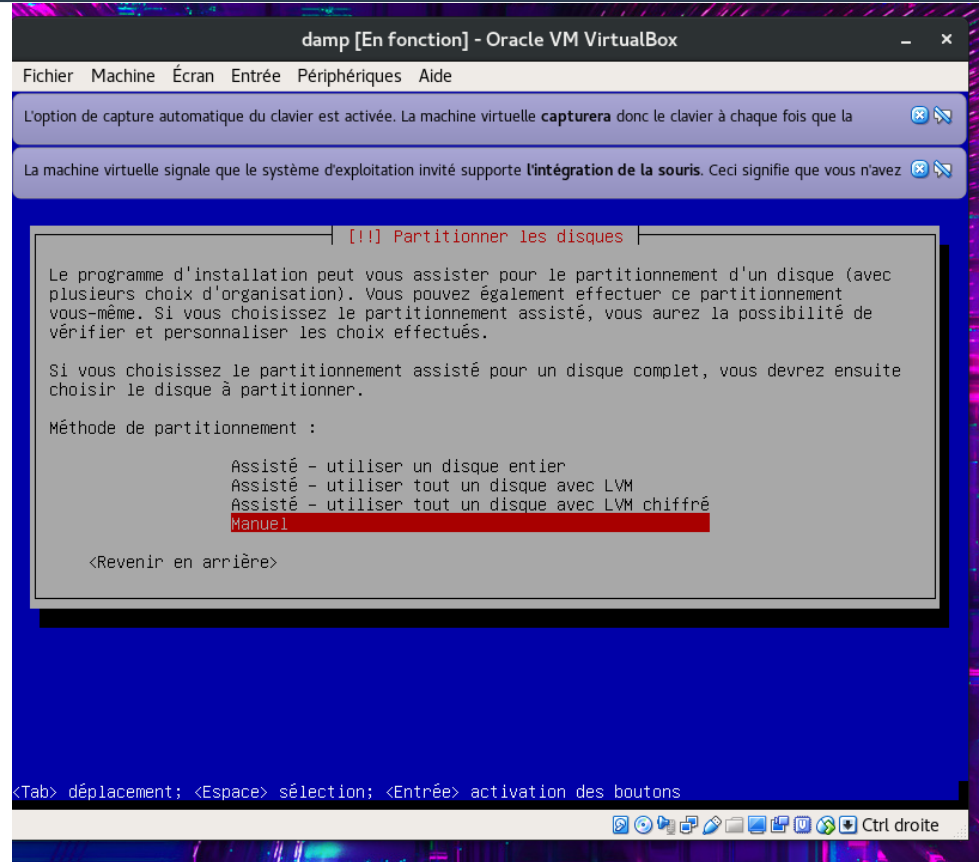 damp [En fonction] - Oracle VM VirtualBox
Fichier Machine Écran Entrée Périphériques Aide
L'option de capture automatique du clavier est activée. La machine virtuelle capturera donc le clavier à chaque fois que la
La machine virtuelle signale que le système d'exploitation invité supporte l'intégration de la souris. Ceci signifie que vous n'avez
[!!] Partitionner les disques
Le programme d'installation peut vous assister pour le partitionnement d'un disque (avec
plusieurs choix d'organisation). Vous pouvez également effectuer ce partitionnement
vous-même. Si vous choisissez le partitionnement assisté, vous aurez la possibilité de
vérifier et personnaliser les choix effectués.
Si vous choisissez le partitionnement assisté pour un disque complet, vous devrez ensuite
choisir le disque à partitionner.
Méthode de partitionnement :
Assisté - utiliser un disque entier
Assisté - utiliser tout un disque avec LVM
Assisté - utiliser tout un disque avec LVM chiffré
Manuel
<Revenir en arrière>
<Tab> déplacement; <Espace> sélection; <Entrée> activation des boutons
Ctrl droite